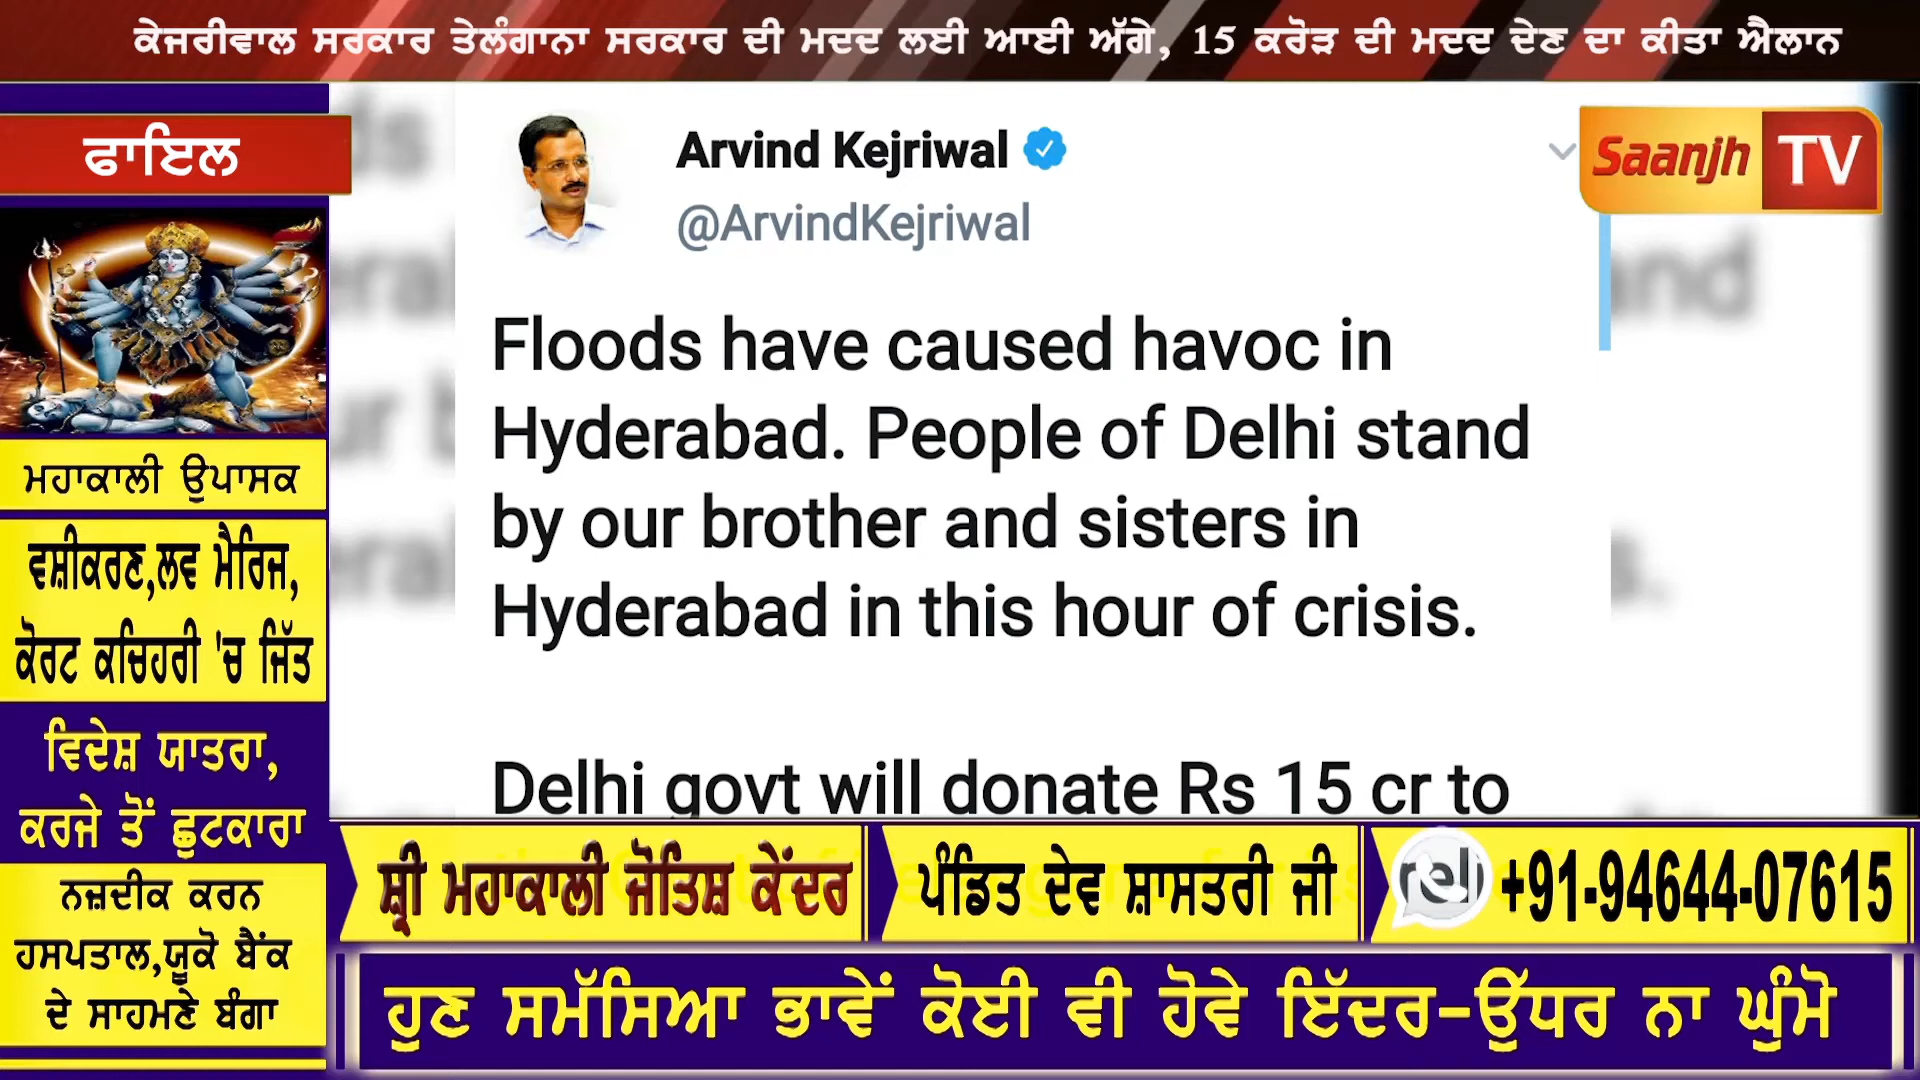 ਕੇਜਰੀਵਾਲ ਸਰਕਾਰ ਤੇਲੰਗਾਨਾ ਸਰਕਾਰ ਦੀ ਮਦਦ ਲਈ ਆਈ ਅੱਗੇ, 15 ਕਰੋੜ ਦੀ ਮਦਦ ਦੇਣ ਦਾ ਕੀਤਾ ਐਲਾਨ
ਫਾਇਲ
Arvind Kejriwal
@ArvindKejriwal
Saanjh TV
Floods have caused havoc in
Hyderabad. People of Delhi stand
by our brother and sisters in
Hyderabad in this hour of crisis.
Delhi govt will donate Rs 15 cr to
ਮਹਾਕਾਲੀ ਉਪਾਸਕ
ਵਸ਼ੀਕਰਣ,ਲਵ ਮੈਰਿਜ,
ਕੋਰਟ ਕਚਿਹਰੀ 'ਚ ਜਿੱਤ
ਵਿਦੇਸ਼ ਯਾਤਰਾ,
ਕਰਜੇ ਤੋਂ ਛੁਟਕਾਰਾ
ਨਜ਼ਦੀਕ ਕਰਨ
ਹਸਪਤਾਲ,ਯੂਕੋ ਬੈਂਕ
ਦੇ ਸਾਹਮਣੇ ਬੰਗਾ
ਸ਼੍ਰੀ ਮਹਾਕਾਲੀ ਜੋਤਿਸ਼ ਕੇਂਦਰ
ਪੰਡਿਤ ਦੇਵ ਸ਼ਾਸਤਰੀ ਜੀ
+91-94644-07615
ਹੁਣ ਸਮੱਸਿਆ ਭਾਵੇਂ ਕੋਈ ਵੀ ਹੋਵੇ ਇੱਦਰ-ਉੱਧਰ ਨਾ ਘੁੰਮੋ